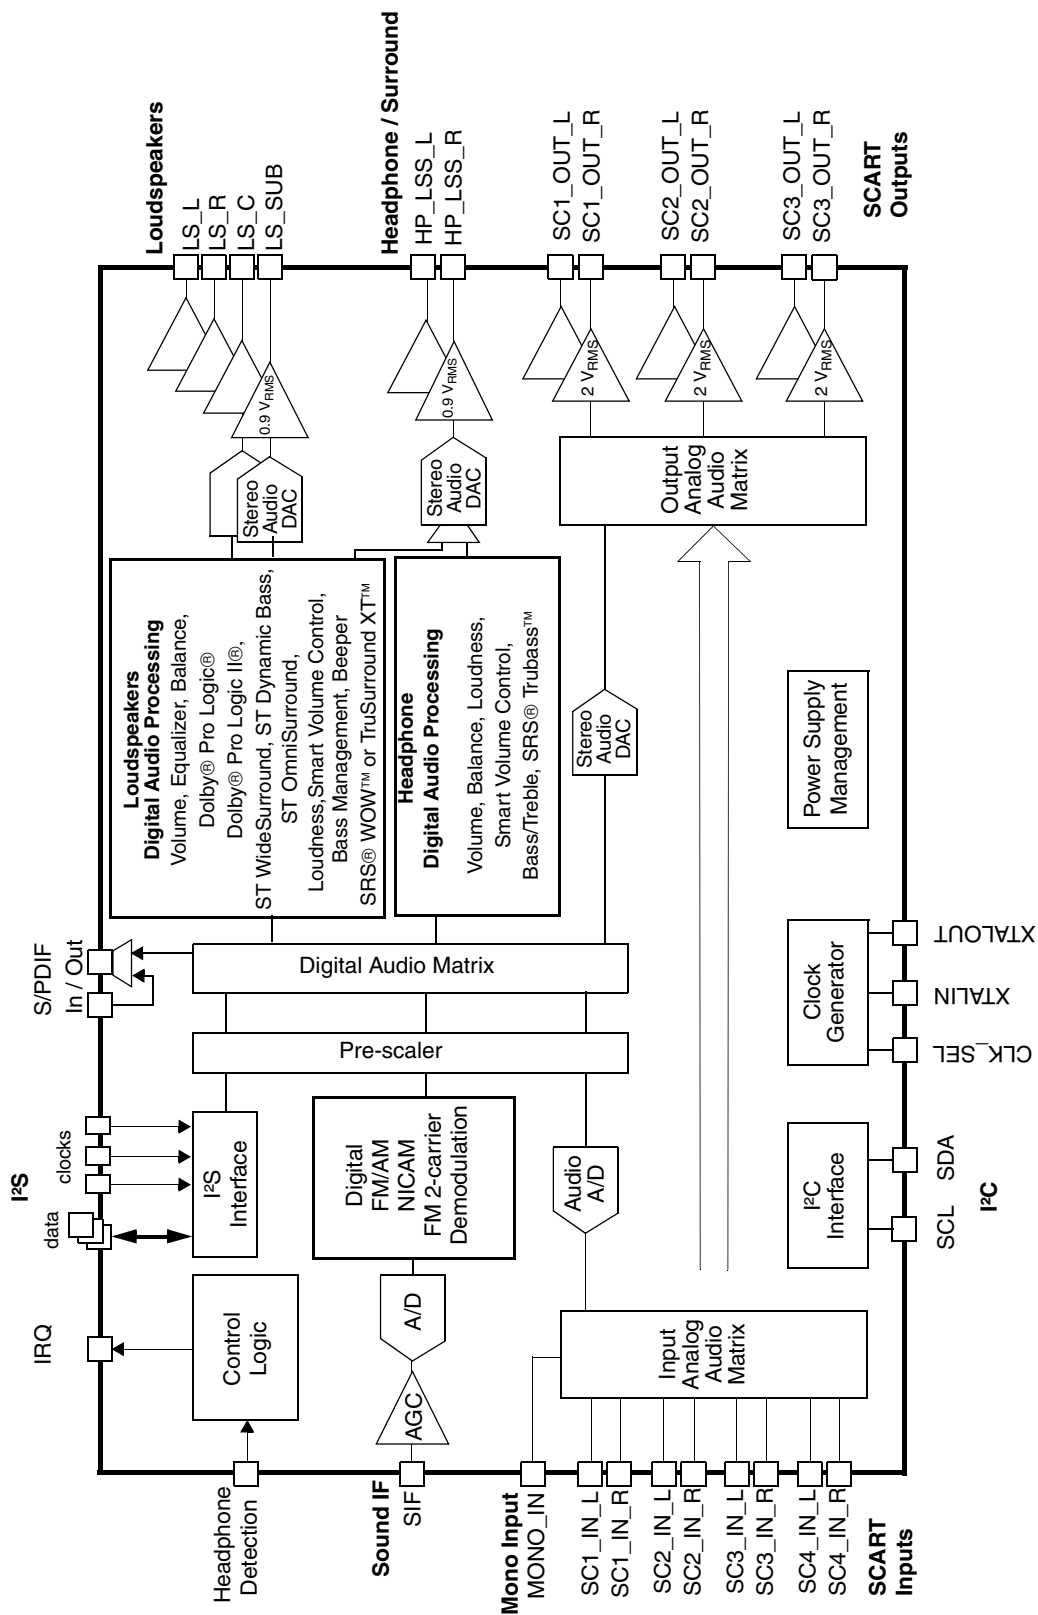 Headphone
Detection
IRQ
I²S
data
clocks
S/PDIF
In / Out
Control
Logic
I²S
Interface
Sound IF
SIF
AGC
A/D
Digital
FM/AM
NICAM
FM 2-carrier
Demodulation
Pre-scaler
Digital Audio Matrix
Loudspeakers
Digital Audio Processing
Volume, Equalizer, Balance,
Dolby® Pro Logic®
Dolby® Pro Logic II®,
ST WideSurround, ST Dynamic Bass,
ST OmniSurround,
Loudness,Smart Volume Control,
Bass Management, Beeper
SRS® WOW™ or TruSurround XT™
Headphone
Digital Audio Processing
Volume, Balance, Loudness,
Smart Volume Control,
Bass/Treble, SRS® Trubass™
Stereo
Audio
DAC
0.9 VRMS
Loudspeakers
LS_L
LS_R
LS_C
LS_SUB
Stereo
Audio
DAC
0.9 VRMS
Headphone / Surround
HP_LSS_L
HP_LSS_R
Mono Input
MONO_IN
SC1_IN_L
SC1_IN_R
SC2_IN_L
SC2_IN_R
SC3_IN_L
SC3_IN_R
SC4_IN_L
SC4_IN_R
SCART
Inputs
Input
Analog
Audio
Matrix
Audio
A/D
Stereo
Audio
DAC
Output
Analog
Audio
Matrix
2 VRMS
2 VRMS
2 VRMS
SC1_OUT_L
SC1_OUT_R
SC2_OUT_L
SC2_OUT_R
SC3_OUT_L
SC3_OUT_R
SCART
Outputs
I²C
Interface
SCL
SDA
I²C
Clock
Generator
CLK_SEL
XTALIN
XTALOUT
Power Supply
Management